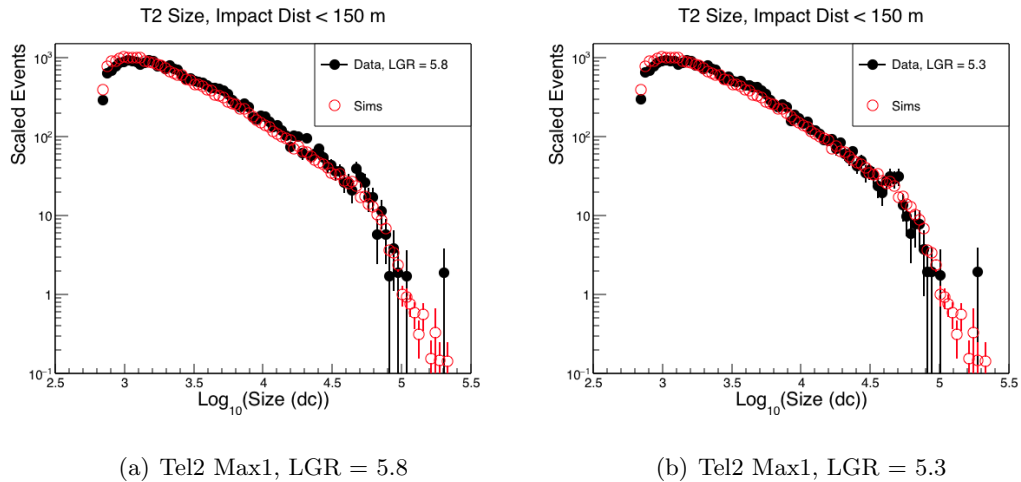 T2 Size, Impact Dist < 150 m
Scaled Events
10³
10²
10
1
10⁻¹
Data, LGR = 5.8
Sims
2.5 3 3.5 4 4.5 5 5.5
Log₁₀(Size (dc))
(a) Tel2 Max1, LGR = 5.8
T2 Size, Impact Dist < 150 m
Scaled Events
10³
10²
10
1
10⁻¹
Data, LGR = 5.3
Sims
2.5 3 3.5 4 4.5 5 5.5
Log₁₀(Size (dc))
(b) Tel2 Max1, LGR = 5.3